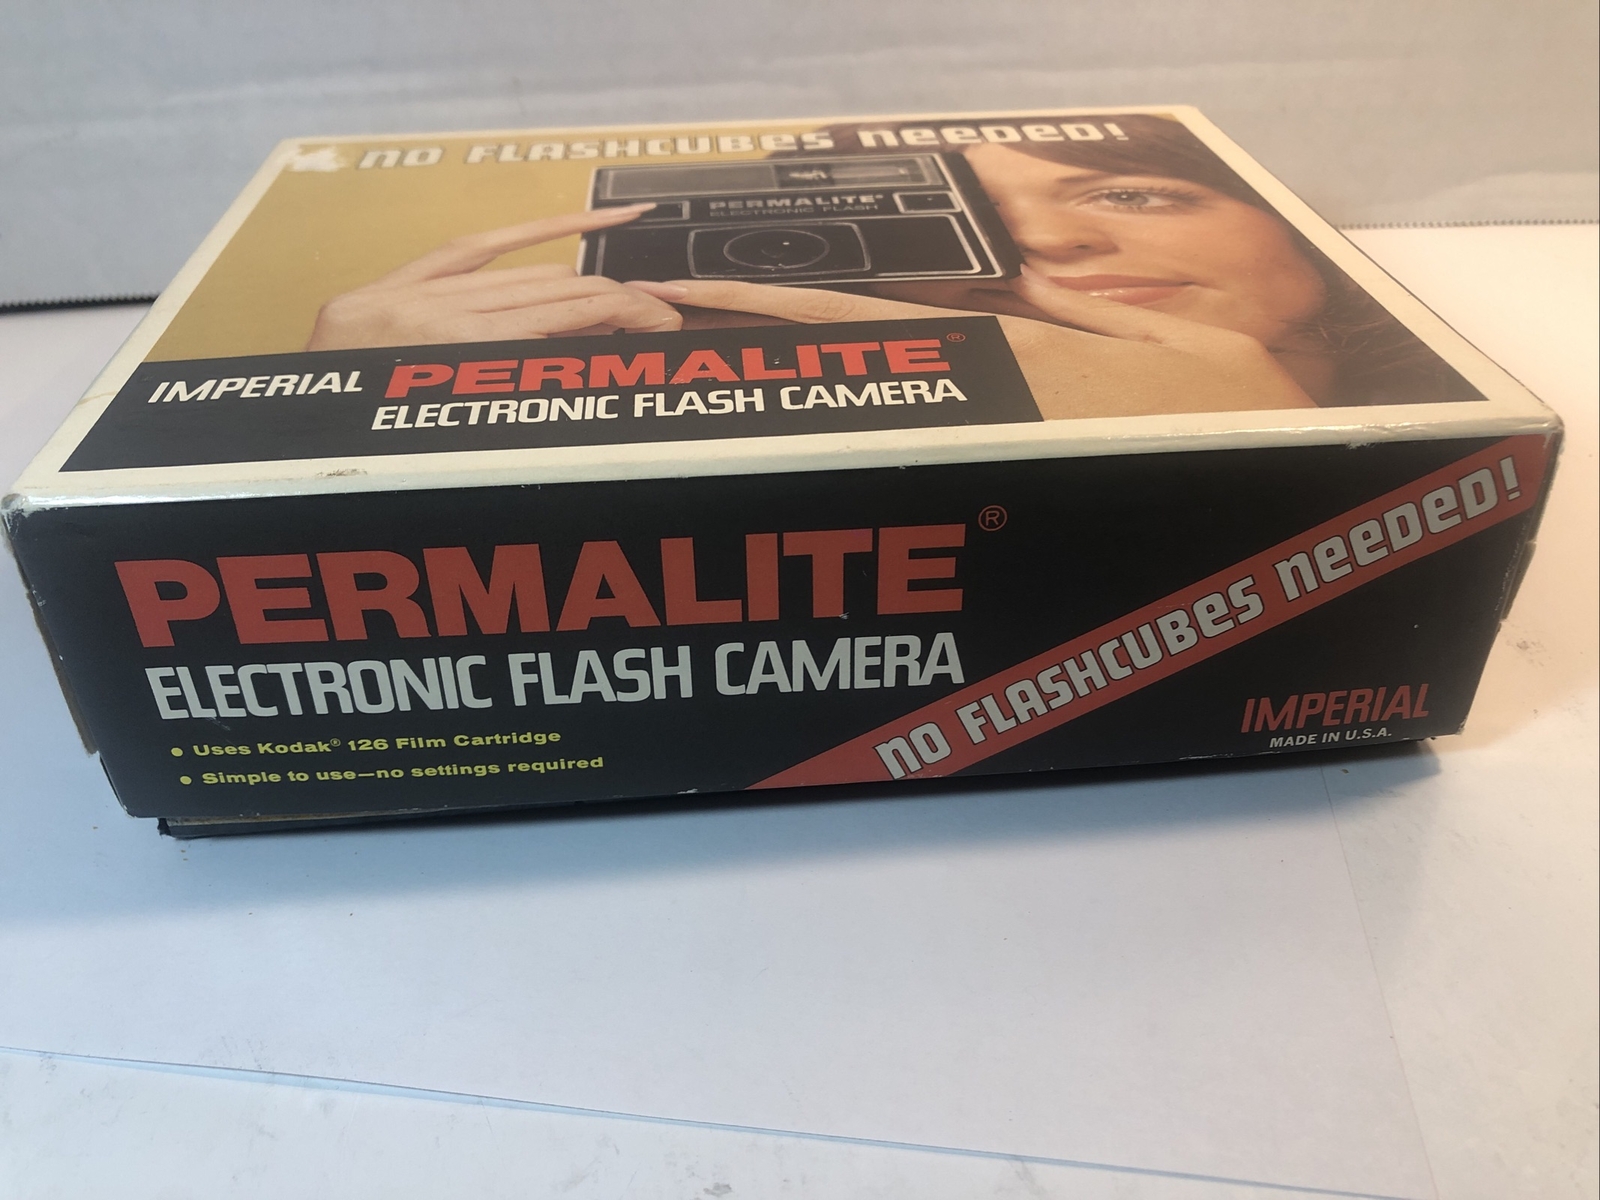 NO FLASHCUBES NEEDED!
PERMALITE®
ELECTRONIC FLASH
IMPERIAL PERMALITE®
ELECTRONIC FLASH CAMERA
PERMALITE®
ELECTRONIC FLASH CAMERA
• Uses Kodak® 126 Film Cartridge
• Simple to use—no settings required
NO FLASHCUBES NEEDED!
IMPERIAL
MADE IN U.S.A.